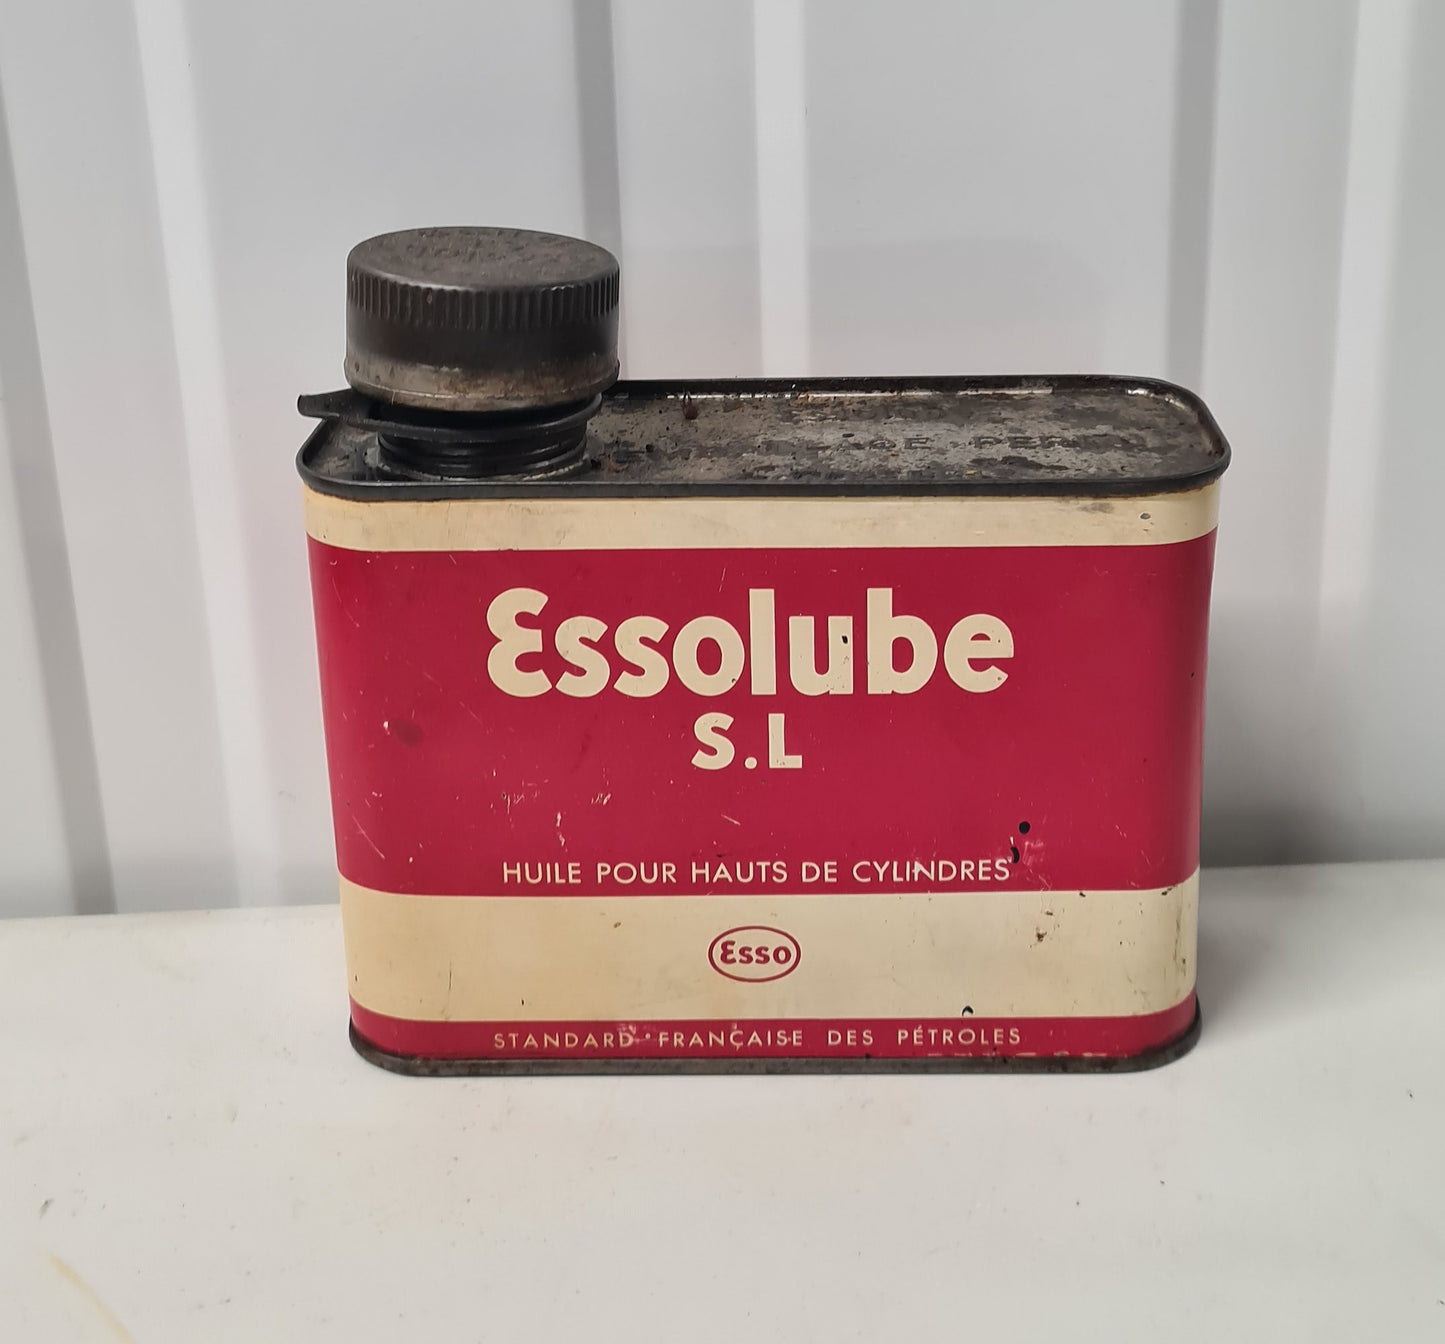 Essolube
S.L
HUILE POUR HAUTS DE CYLINDRES
Esso
STANDARD FRANÇAISE DES PÉTROLES